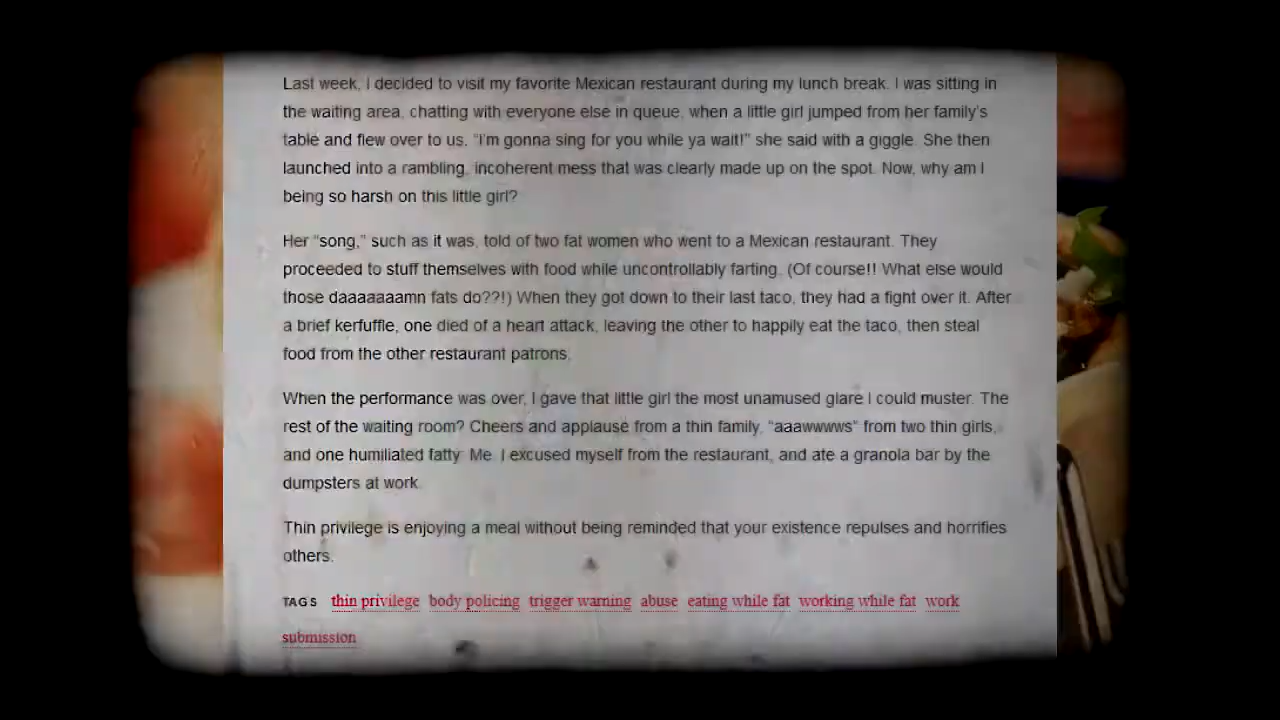 Last week, I decided to visit my favorite Mexican restaurant during my lunch break. I was sitting in
the waiting area, chatting with everyone else in queue, when a little girl jumped from her family's
table and flew over to us. “I'm gonna sing for you while ya wait!” she said with a giggle. She then
launched into a rambling, incoherent mess that was clearly made up on the spot. Now, why am I
being so harsh on this little girl?
Her “song,” such as it was, told of two fat women who went to a Mexican restaurant. They
proceeded to stuff themselves with food while uncontrollably farting. (Of course!! What else would
those daaaaaaamn fats do??!) When they got down to their last taco, they had a fight over it. After
a brief kerfuffle, one died of a heart attack, leaving the other to happily eat the taco, then steal
food from the other restaurant patrons.
When the performance was over, I gave that little girl the most unamused glare I could muster. The
rest of the waiting room? Cheers and applause from a thin family, “aaawwwws” from two thin girls,
and one humiliated fatty. Me. I excused myself from the restaurant, and ate a granola bar by the
dumpsters at work.
Thin privilege is enjoying a meal without being reminded that your existence repulses and horrifies
others.
TAGS thin privilege body policing trigger warning abuse eating while fat working while fat work
submission